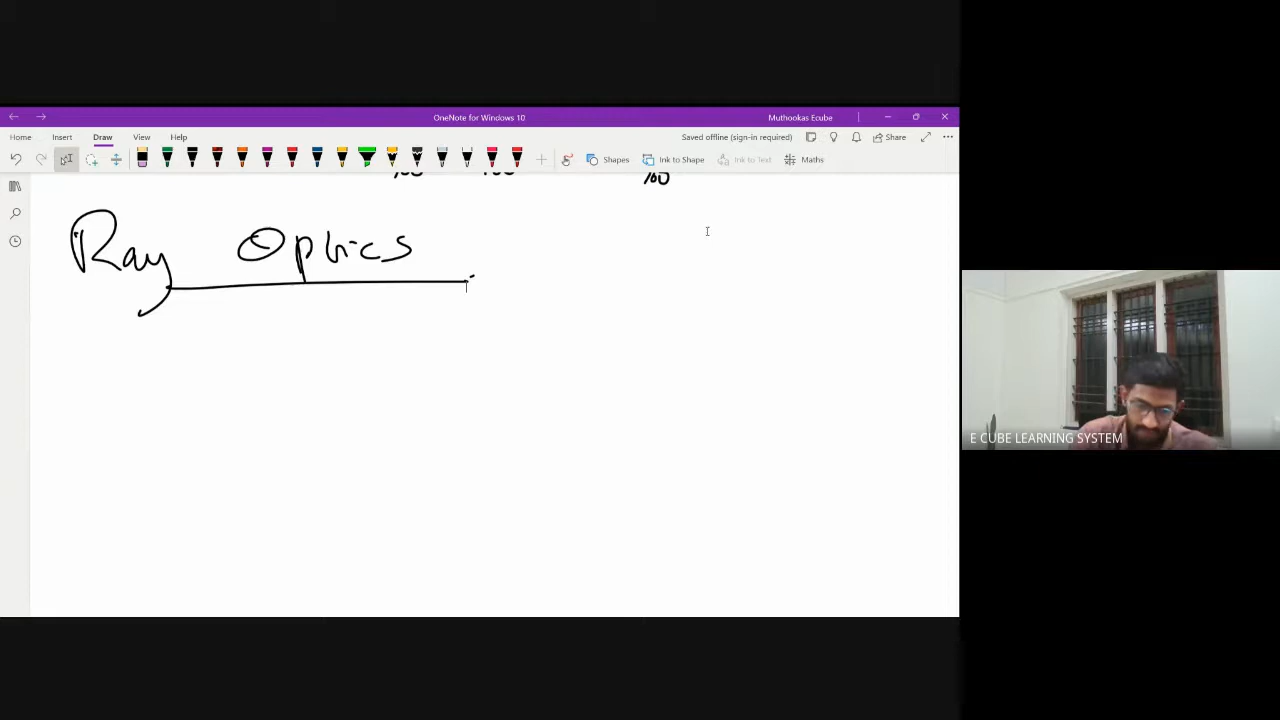 OneNote for Windows 10
Muthookas Ecube
Home Insert Draw View Help
Saved offline (sign-in required)
Share
Shapes
Ink to Shape
Ink to Text
Maths
Ray Optics
E CUBE LEARNING SYSTEM